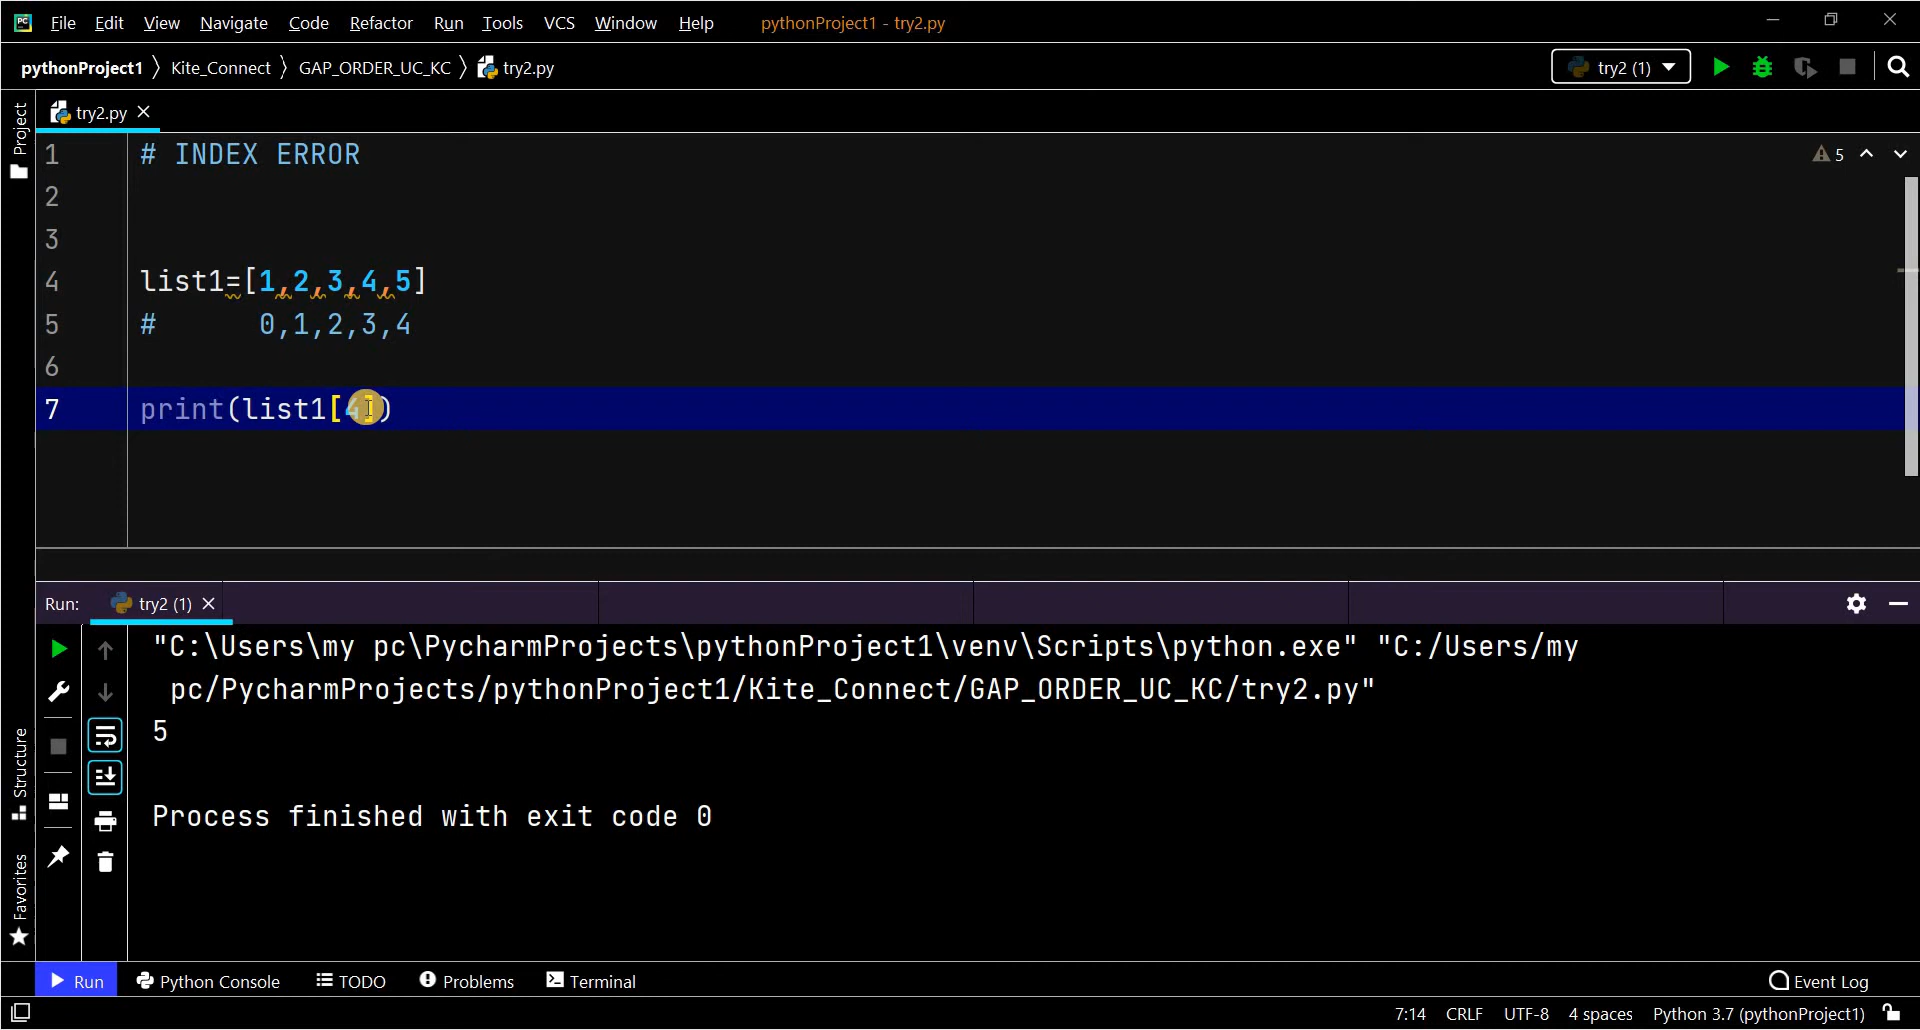 File Edit View Navigate Code Refactor Run Tools VCS Window Help pythonProject1 - try2.py
pythonProject1 Kite_Connect GAP_ORDER_UC_KC try2.py try2 (1)
Project
try2.py
1 # INDEX ERROR
5
2
3
4 list1=[1,2,3,4,5]
5 # 0,1,2,3,4
6
7 print(list1[4])
Run: try2 (1)
"C:\Users\my pc\PycharmProjects\pythonProject1\venv\Scripts\python.exe" "C:/Users/my
pc/PycharmProjects/pythonProject1/Kite_Connect/GAP_ORDER_UC_KC/try2.py"
5
Structure
Process finished with exit code 0
Favorites
Run Python Console TODO Problems Terminal Event Log
7:14 CRLF UTF-8 4 spaces Python 3.7 (pythonProject1)